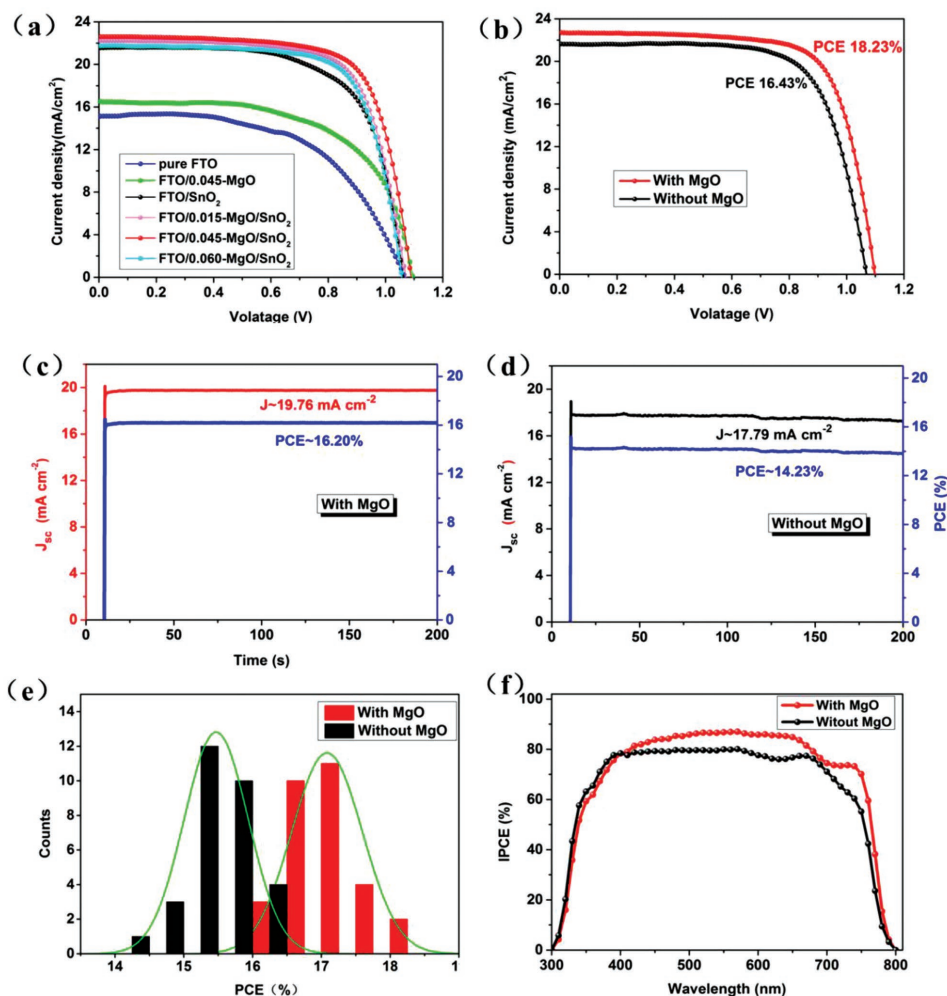 (a)
Current density(mA/cm²)
24
20
16
12
8
4
0
pure FTO
FTO/0.045-MgO
FTO/SnO₂
FTO/0.015-MgO/SnO₂
FTO/0.045-MgO/SnO₂
FTO/0.060-MgO/SnO₂
0.0 0.2 0.4 0.6 0.8 1.0 1.2
Volatage (V)
(b)
Current density (mA/cm²)
24
20
16
12
8
4
0
PCE 18.23%
PCE 16.43%
With MgO
Without MgO
0.0 0.2 0.4 0.6 0.8 1.0 1.2
Volatage (V)
(c)
J_sc (mA cm⁻²)
20
16
12
8
4
0
J~19.76 mA cm⁻²
PCE~16.20%
With MgO
20
16
12
8
4
0
0 50 100 150 200
Time (s)
(d)
J_sc (mA cm⁻²)
20
16
12
8
4
0
J~17.79 mA cm⁻²
PCE~14.23%
Without MgO
20
16
12
8
4
0
PCE (%)
0 50 100 150 200
(e)
Counts
14
12
10
8
6
4
2
0
With MgO
Without MgO
14 15 16 17 18 1
PCE (%)
(f)
IPCE (%)
100
80
60
40
20
0
With MgO
Witout MgO
300 400 500 600 700 800
Wavelength (nm)